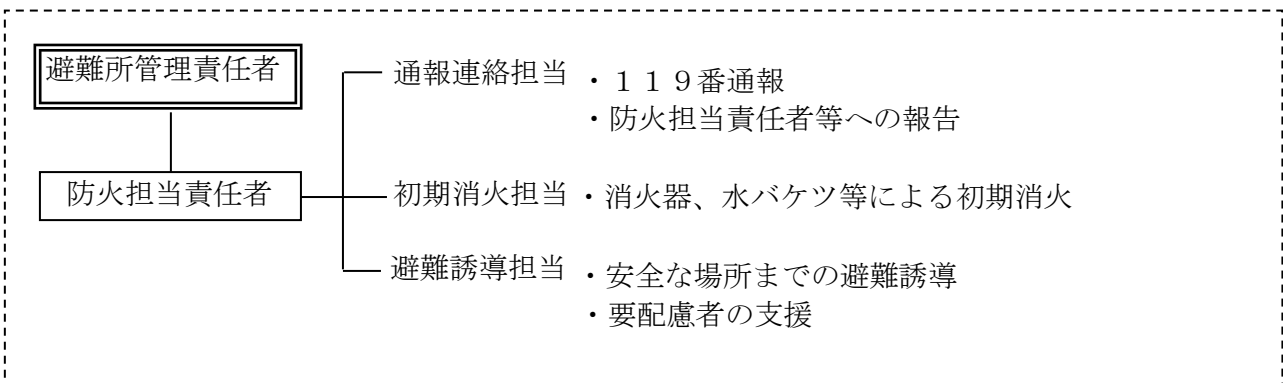 避難所管理責任者
通報連絡担当 ・１１９番通報
・防火担当責任者等への報告
防火担当責任者
初期消火担当 ・消火器、水バケツ等による初期消火
避難誘導担当 ・安全な場所までの避難誘導
・要配慮者の支援